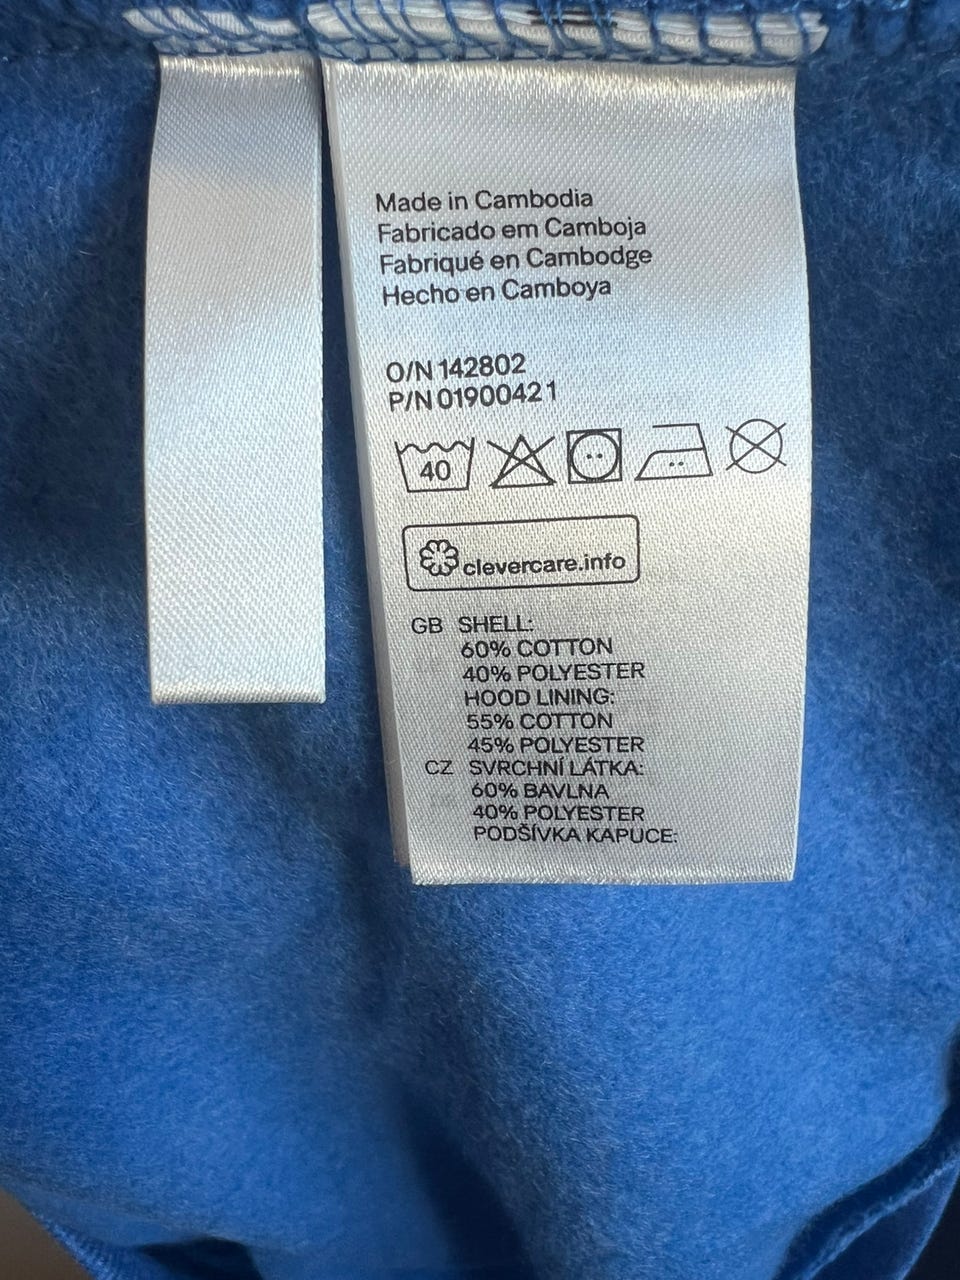 Made in Cambodia
Fabricado em Camboja
Fabriqué en Cambodge
Hecho en Camboya
O/N 142802
P/N 01900421
40
clevercare.info
GB SHELL:
60% COTTON
40% POLYESTER
HOOD LINING:
55% COTTON
45% POLYESTER
CZ SVRCHNÍ LÁTKA:
60% BAVLNA
40% POLYESTER
PODŠÍVKA KAPUCE: